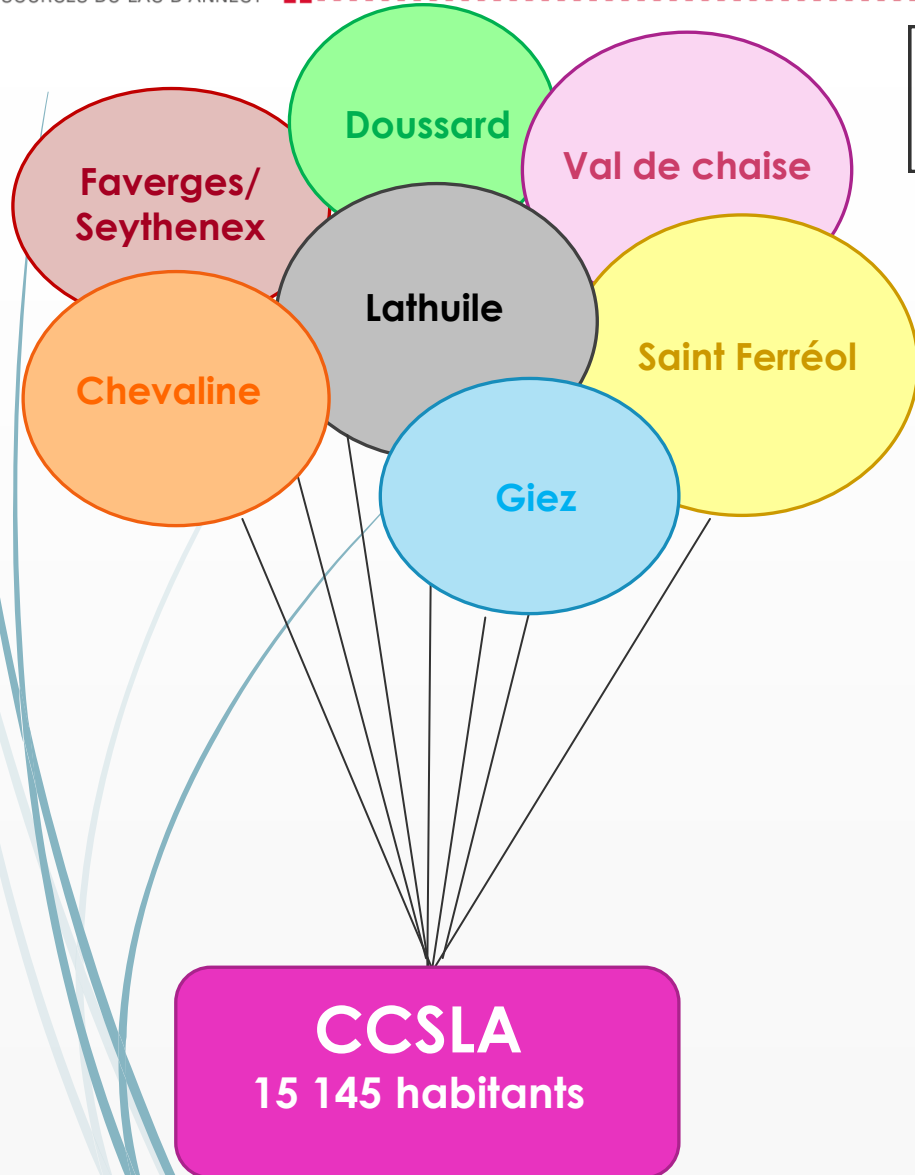 Doussard
Val de chaise
Faverges/
Seythenex
Lathuile
Saint Ferréol
Chevaline
Giez
CCSLA
15 145 habitants